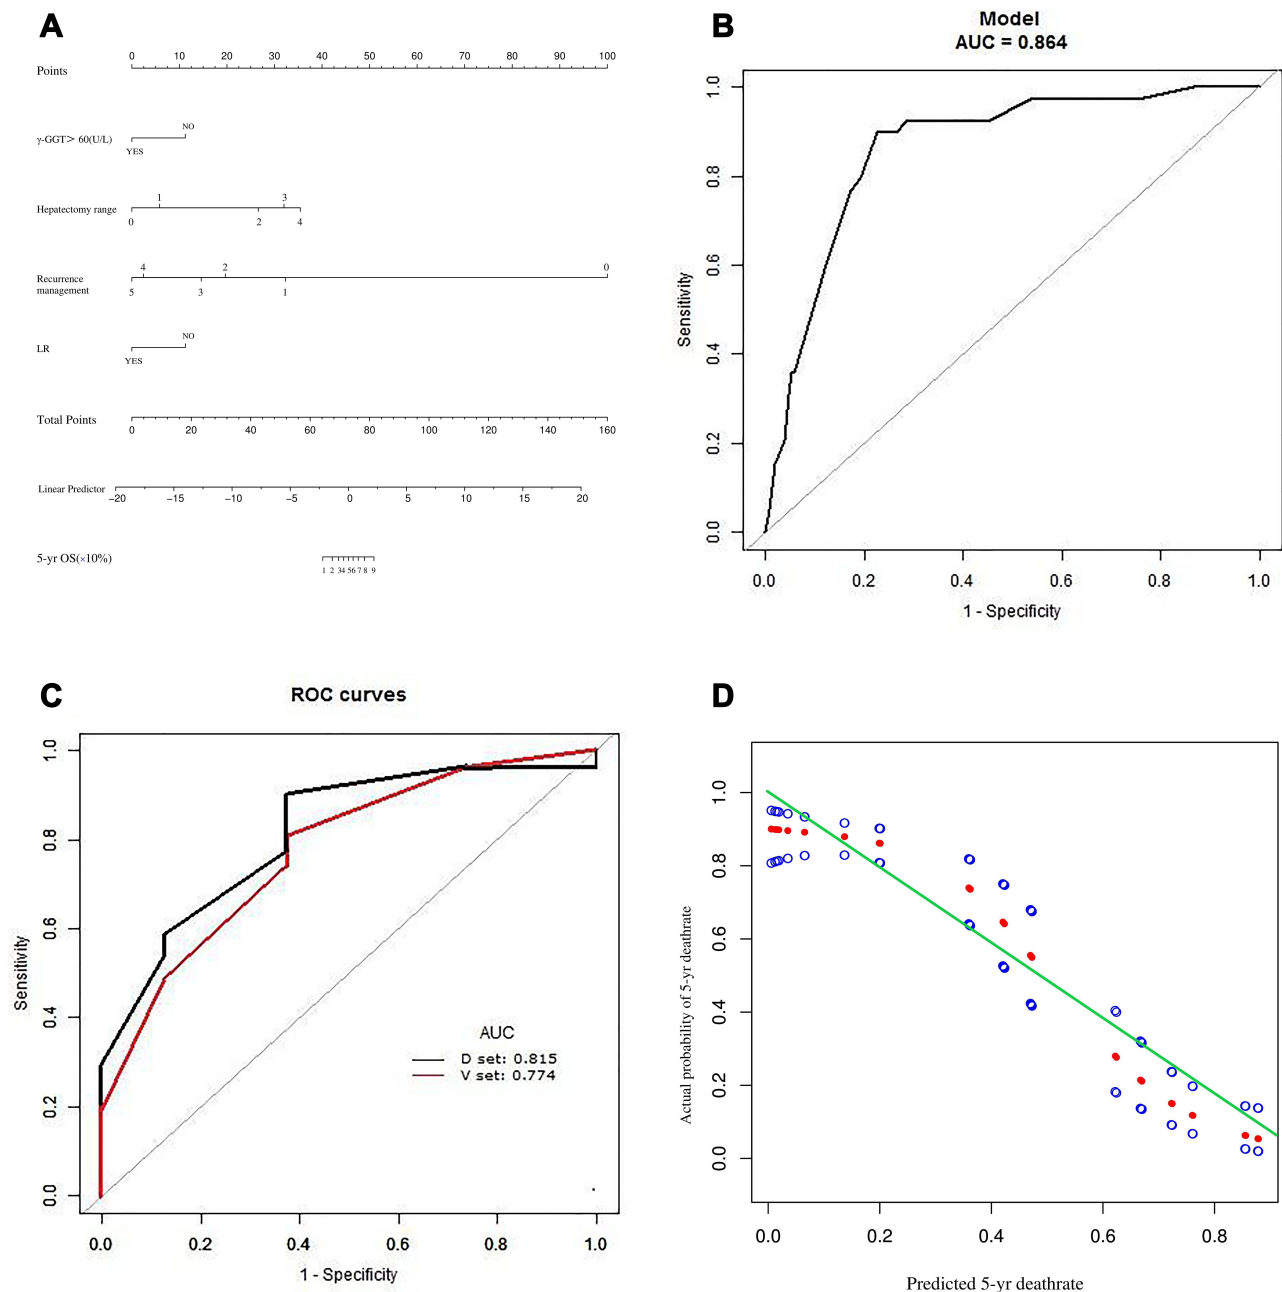 A
0 10 20 30 40 50 60 70 80 90 100
Points
NO
γ-GGT> 60(U/L)
YES
1 3
Hepatectomy range
0 2 4
4 2 0
Recurrence
management
5 3 1
NO
LR
YES
Total Points
0 20 40 60 80 100 120 140 160
Linear Predictor
−20 −15 −10 −5 0 5 10 15 20
5-yr OS(×10%)
1 2 34 56 7 8 9
B
Model
AUC = 0.864
Sensitivity
1.0
0.8
0.6
0.4
0.2
0.0
0.0 0.2 0.4 0.6 0.8 1.0
1 - Specificity
C
ROC curves
Sensitivity
1.0
0.8
0.6
0.4
0.2
0.0
AUC
D set: 0.815
V set: 0.774
0.0 0.2 0.4 0.6 0.8 1.0
1 - Specificity
D
Actual probability of 5-yr deathrate
1.0
0.8
0.6
0.4
0.2
0.0
0.0 0.2 0.4 0.6 0.8
Predicted 5-yr deathrate